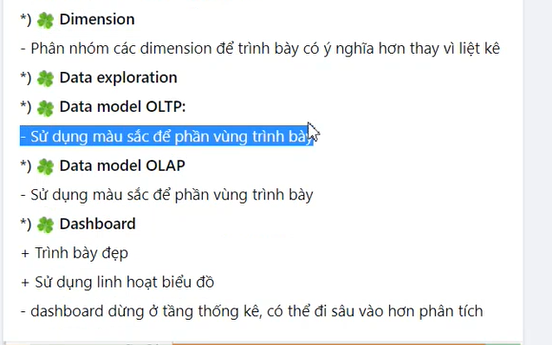 *) 🍀 Dimension
- Phân nhóm các dimension để trình bày có ý nghĩa hơn thay vì liệt kê
*) 🍀 Data exploration
*) 🍀 Data model OLTP:
- Sử dụng màu sắc để phần vùng trình bày
*) 🍀 Data model OLAP
- Sử dụng màu sắc để phần vùng trình bày
*) 🍀 Dashboard
+ Trình bày đẹp
+ Sử dụng linh hoạt biểu đồ
- dashboard dừng ở tầng thống kê, có thể đi sâu vào hơn phân tích